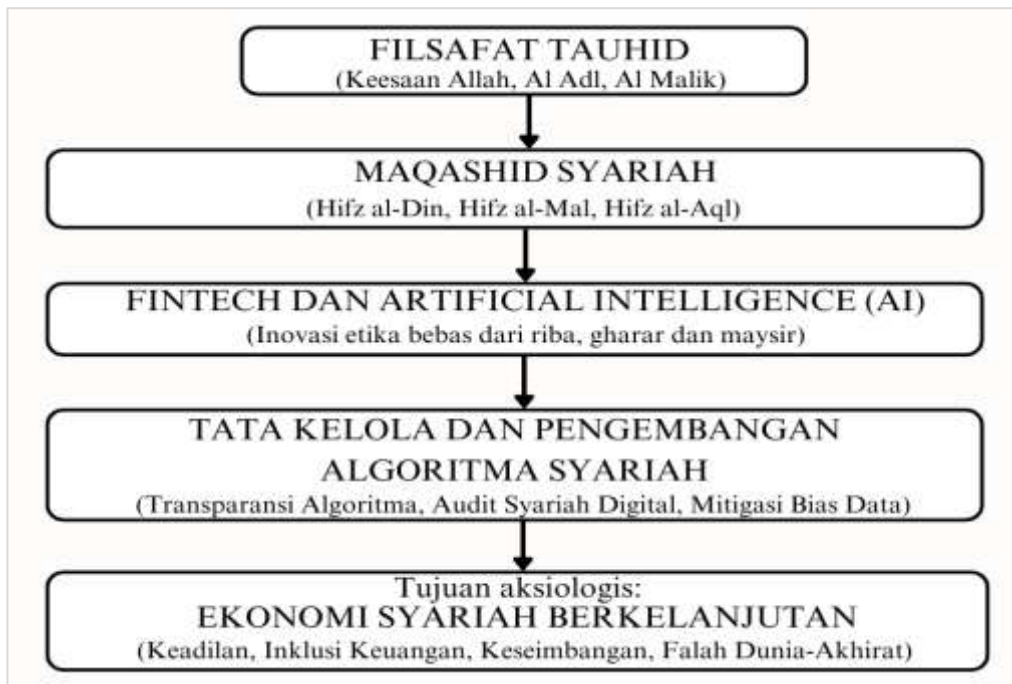 FILSAFAT TAUHID
(Keesaan Allah, Al Adl, Al Malik)
MAQASHID SYARIAH
(Hifz al-Din, Hifz al-Mal, Hifz al-Aql)
FINTECH DAN ARTIFICIAL INTELLIGENCE (AI)
(Inovasi etika bebas dari riba, gharar dan maysir)
TATA KELOLA DAN PENGEMBANGAN
ALGORITMA SYARIAH
(Transparansi Algoritma, Audit Syariah Digital, Mitigasi Bias Data)
Tujuan aksiologis:
EKONOMI SYARIAH BERKELANJUTAN
(Keadilan, Inklusi Keuangan, Keseimbangan, Falah Dunia-Akhirat)